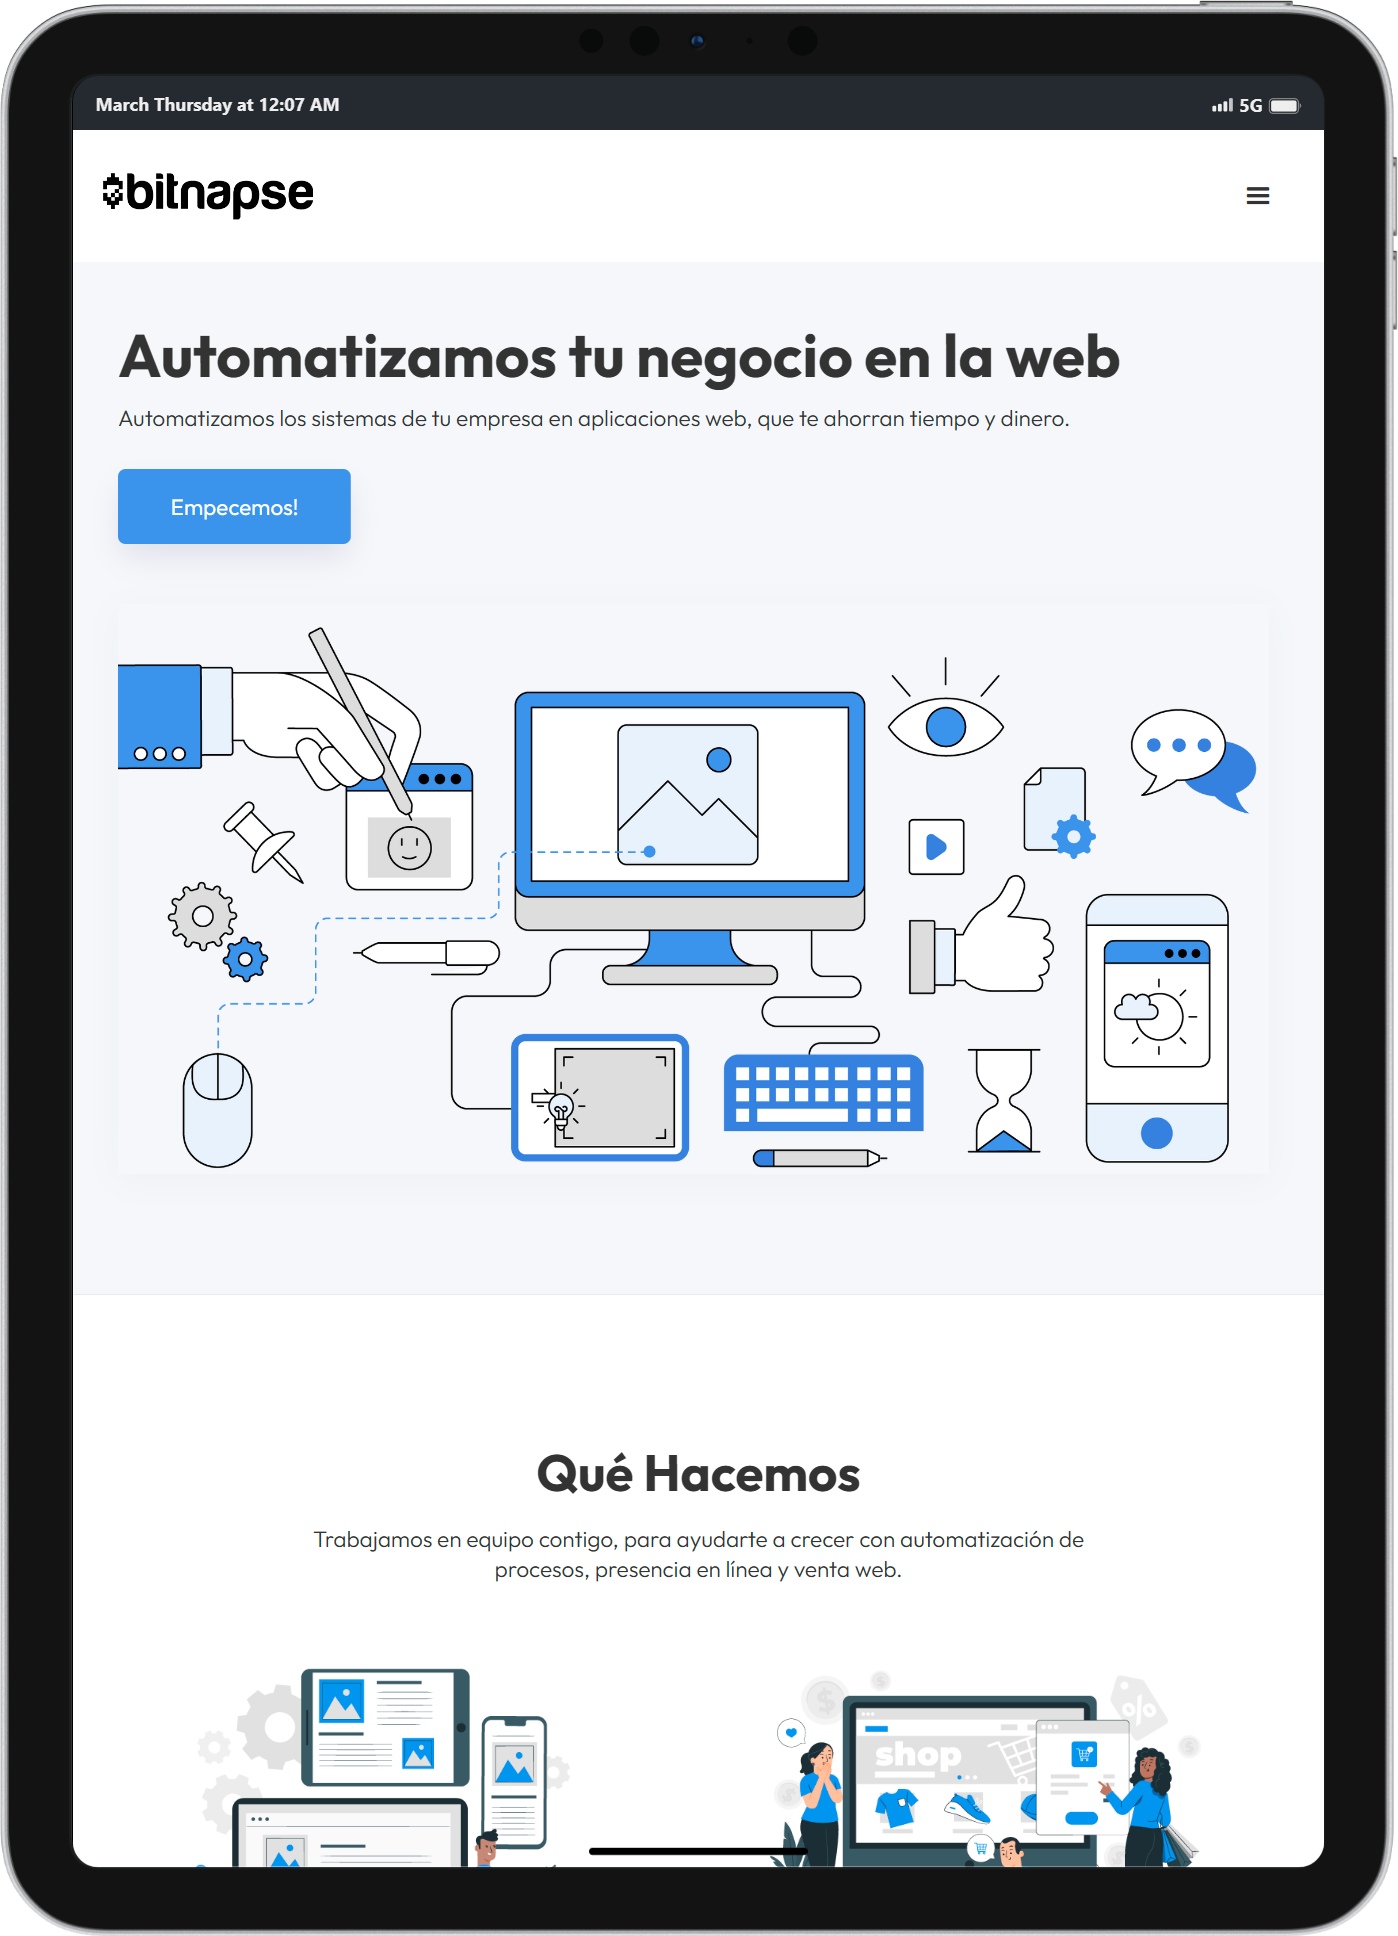 March Thursday at 12:07 AM
5G
bitnapse
Automatizamos tu negocio en la web
Automatizamos los sistemas de tu empresa en aplicaciones web, que te ahorran tiempo y dinero.
Empecemos!
Qué Hacemos
Trabajamos en equipo contigo, para ayudarte a crecer con automatización de
procesos, presencia en línea y venta web.
shop
%